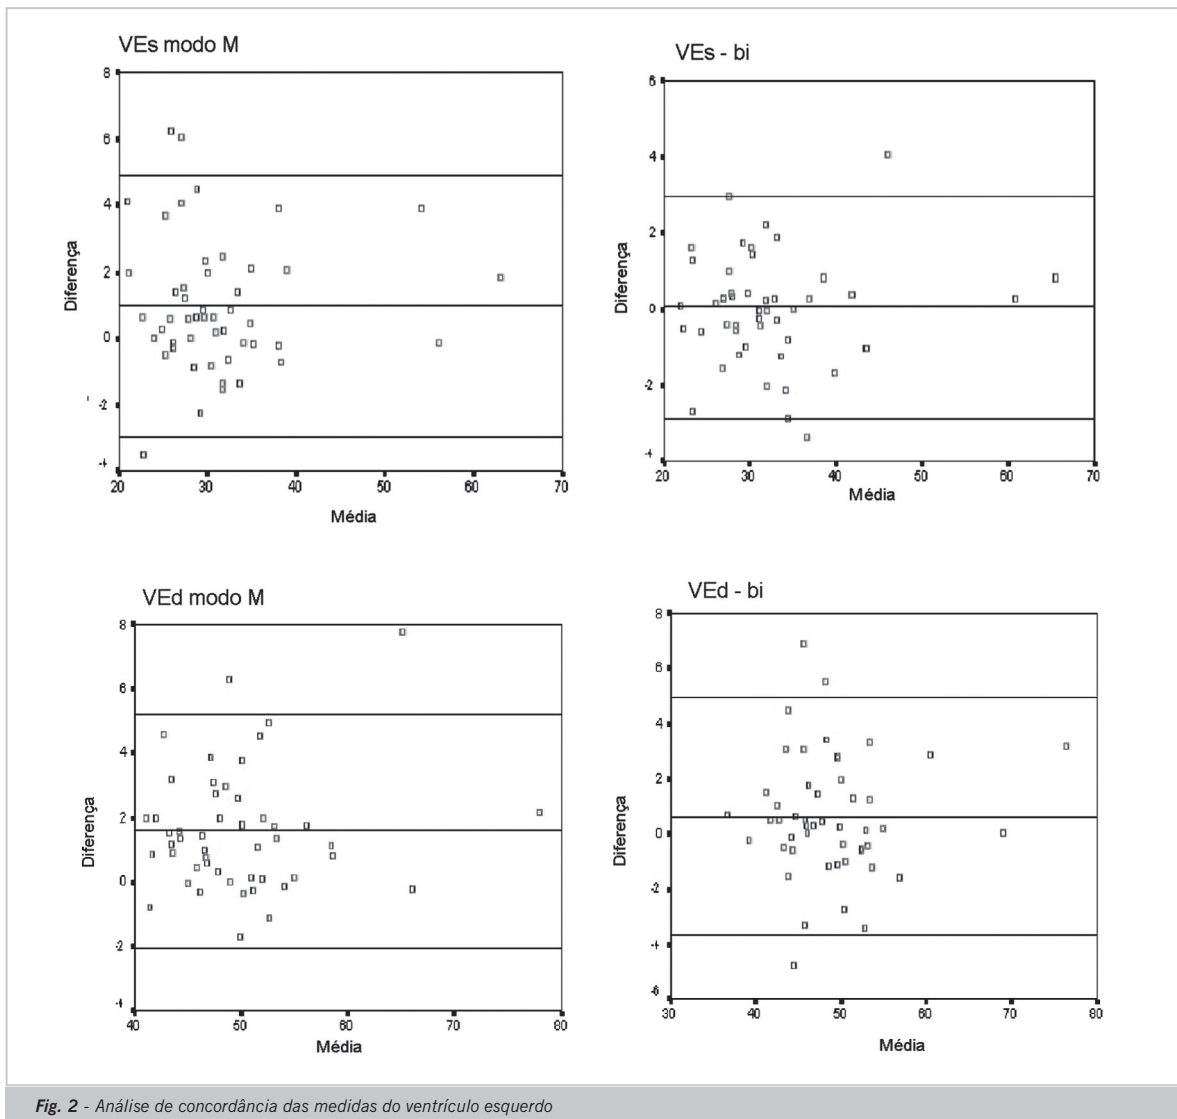 VEs modo M
8
6
4
2
0
-2
-4
Diferença
20 30 40 50 60 70
Média
VEs - bi
6
4
2
0
-2
-4
Diferença
20 30 40 50 60 70
Média
VEd modo M
8
6
4
2
0
-2
-4
Diferença
40 50 60 70 80
Média
VEd - bi
8
6
4
2
0
-2
-4
-6
Diferença
30 40 50 60 70 80
Média
Fig. 2 - Análise de concordância das medidas do ventrículo esquerdo